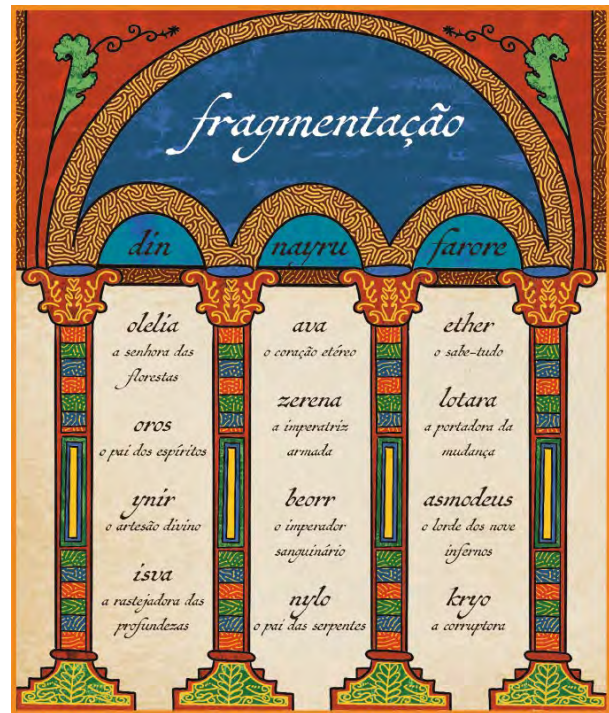 fragmentação
din
nayru
farore
olelia
a senhora das
florestas
oros
o pai dos espíritos
ynir
o artesão divino
isva
a rastejadora das
profundezas
ava
o coração etéreo
zerena
a imperatriz
armada
beorr
o imperador
sanguinário
nylo
o pai das serpentes
ether
o sabe-tudo
lotara
a portadora da
mudança
asmodeus
o lorde dos nove
infernos
kryo
a corruptora